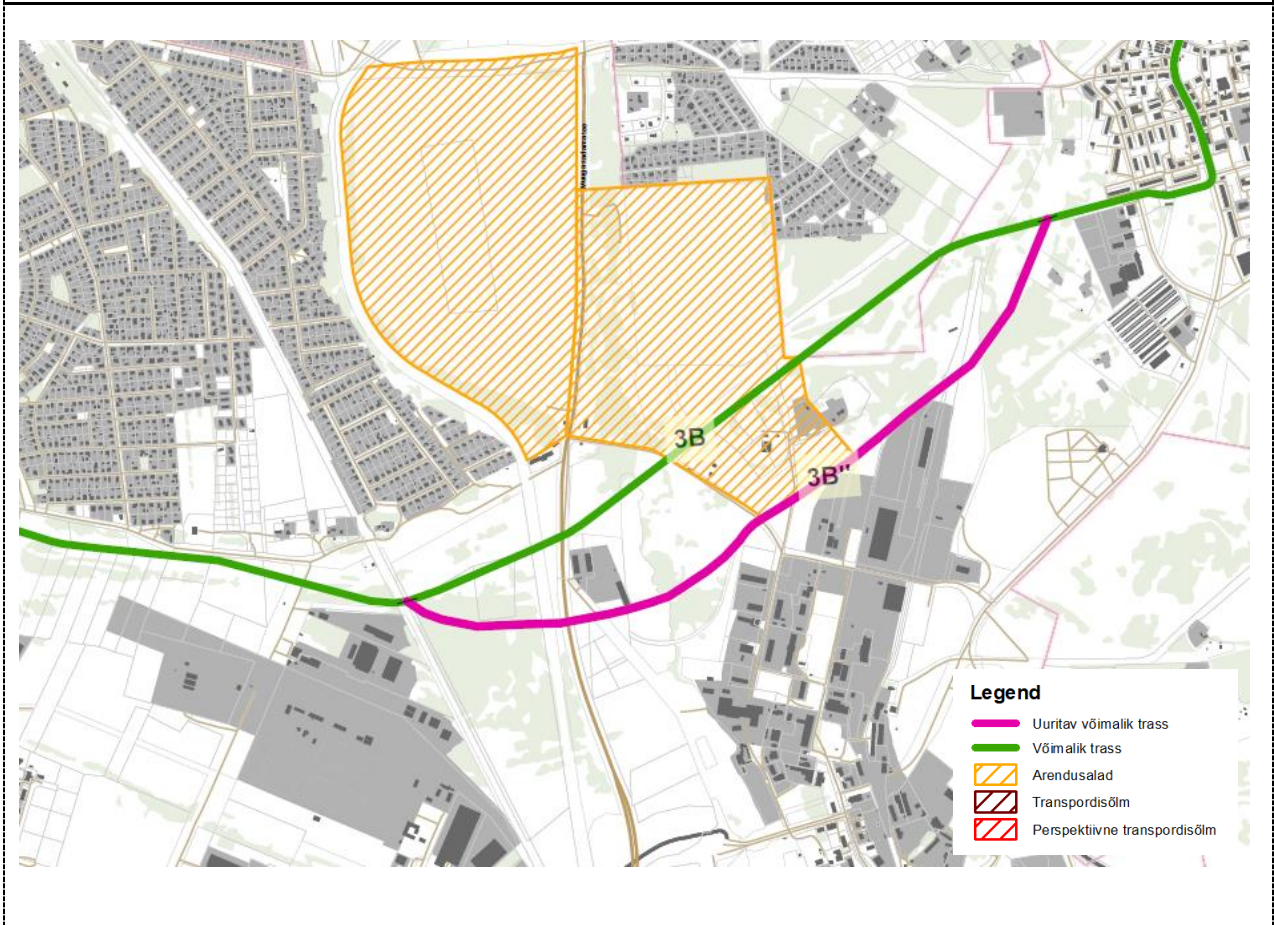 3B
3B"
Legend
Uuritav võimalik trass
Võimalik trass
Arendusalad
Transpordisõlm
Perspektiivne transpordisõlm